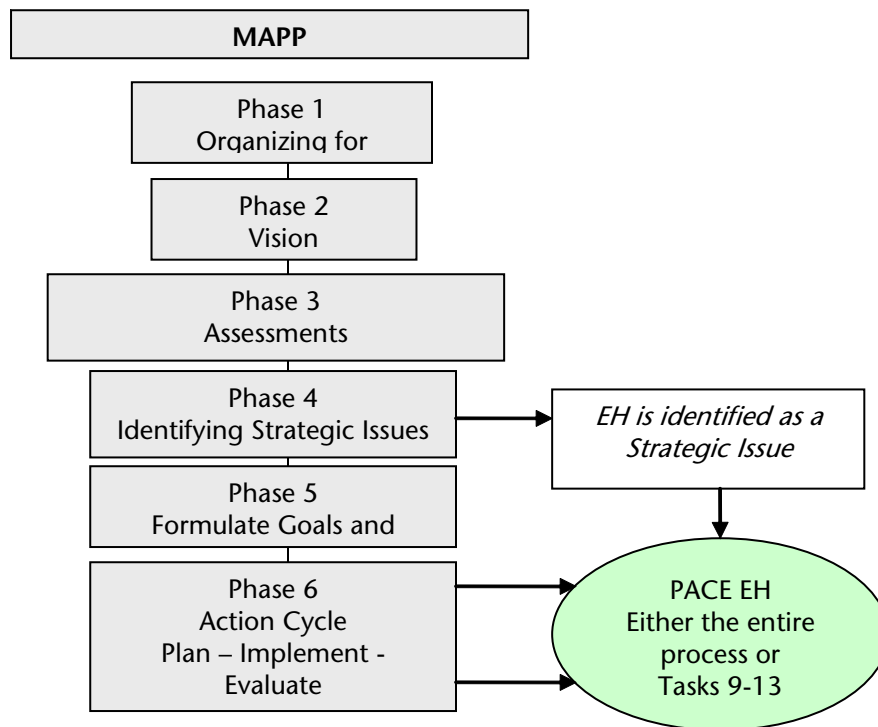 MAPP
Phase 1
Organizing for
Phase 2
Vision
Phase 3
Assessments
Phase 4
Identifying Strategic Issues
EH is identified as a
Strategic Issue
Phase 5
Formulate Goals and
Phase 6
Action Cycle
Plan – Implement -
Evaluate
PACE EH
Either the entire
process or
Tasks 9-13